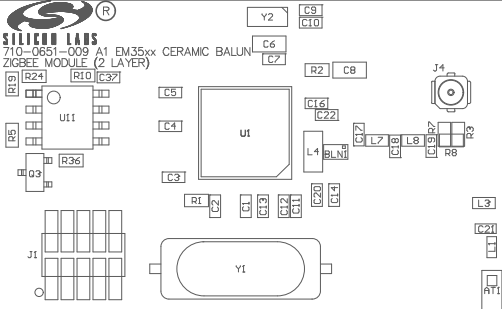 ®
SILICON LABS
710-0651-009 A1 EM35xx CERAMIC BALUN
ZIGBEE MODULE (2 LAYER)
Y2
C9
C10
C6
C7
R2
C8
J4
R19
R24
R10
C37
U11
R5
Q3
R36
C5
C4
C3
U1
C16
C22
L4
BLN1
C17
L7
C18
L8
C19
R7
R3
R8
R1
C2
C1
C13
C12
C11
C20
C14
L3
C21
L1
AT1
J1
Y1